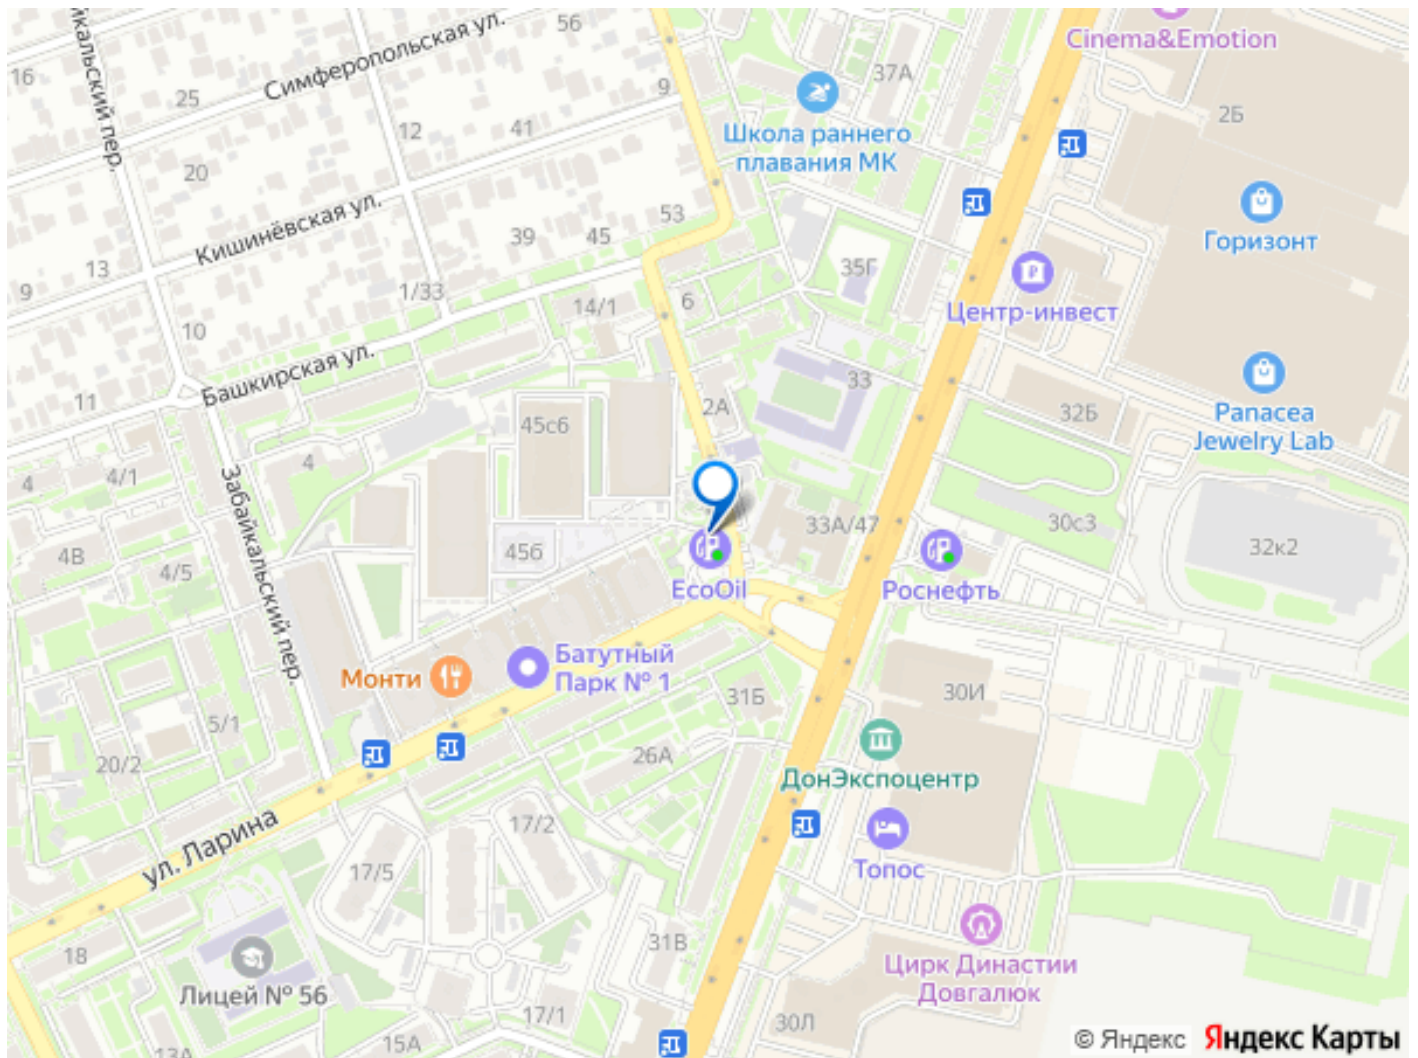 йкальский пер.
Симферопольская ул.
56
Cinema&Emotion
16
25
9
37А
12
41
2Б
Школа раннего
плавания МК
20
Кишинёвская ул.
53
39
45
Горизонт
13
35Г
9
1/33
14/1
6
Центр-инвест
10
Башкирская ул.
33
11
2А
32Б
Panacea
Jewelry Lab
45с6
4
4/1
4
Забайкальский пер.
33А/47
30с3
4В
45б
32к2
4/5
EcoOil
Роснефть
Монти
Батутный
Парк № 1
31Б
30И
5/1
20/2
26А
ДонЭкспоцентр
17/2
ул. Ларина
17/5
Топос
18
31В
Лицей № 56
Цирк Династии
Довгалюк
17/1
30Л
13А
15А
© Яндекс Яндекс Карты